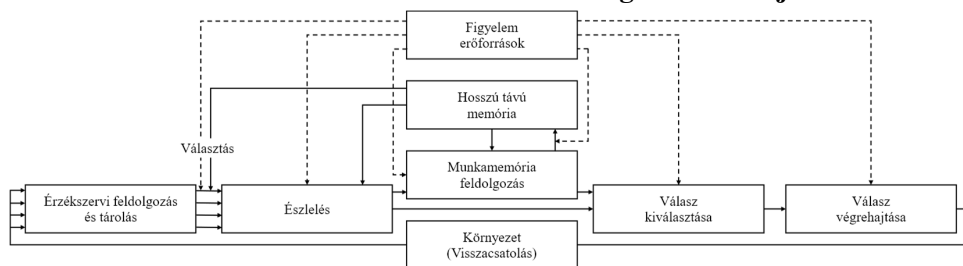 Figyelem
erőforrások
Hosszú távú
memória
Választás
Munkamemória
feldolgozás
Érzékszervi feldolgozás
és tárolás
Észlelés
Válasz
kiválasztása
Válasz
végrehajtása
Környezet
(Visszacsatolás)